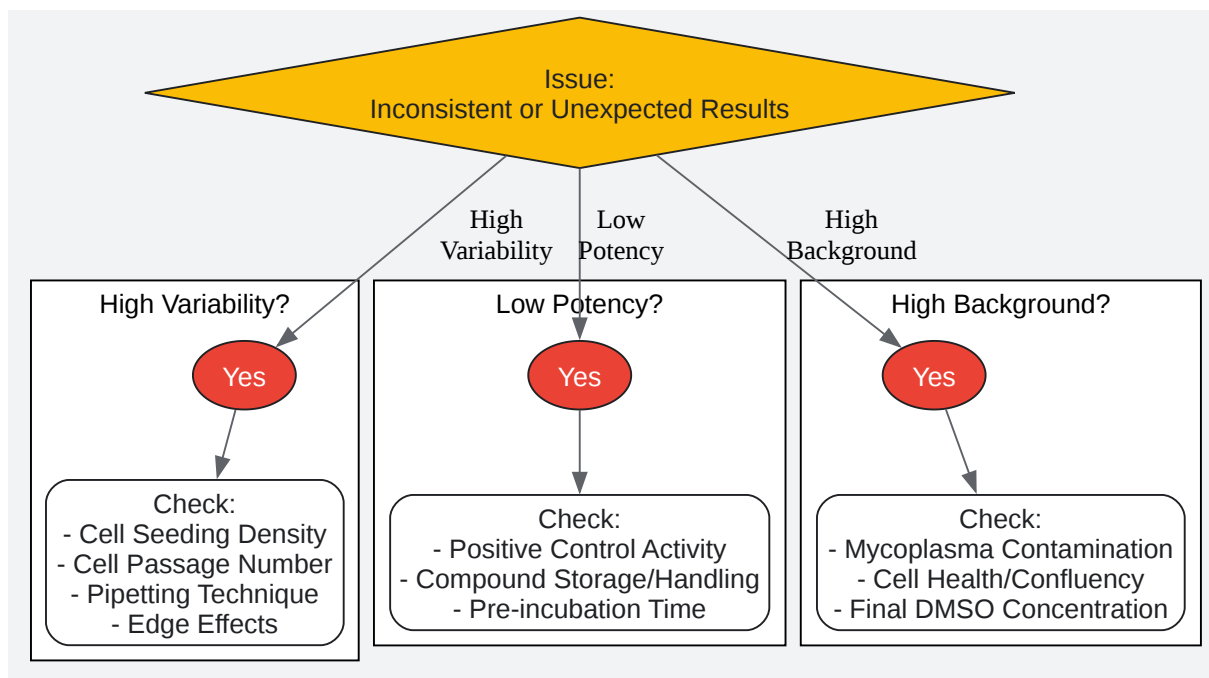 Issue:
Inconsistent or Unexpected Results
High
Variability
Low
Potency
High
Background
High Variability?
Yes
Check:
- Cell Seeding Density
- Cell Passage Number
- Pipetting Technique
- Edge Effects
Low Potency?
Yes
Check:
- Positive Control Activity
- Compound Storage/Handling
- Pre-incubation Time
High Background?
Yes
Check:
- Mycoplasma Contamination
- Cell Health/Confluency
- Final DMSO Concentration